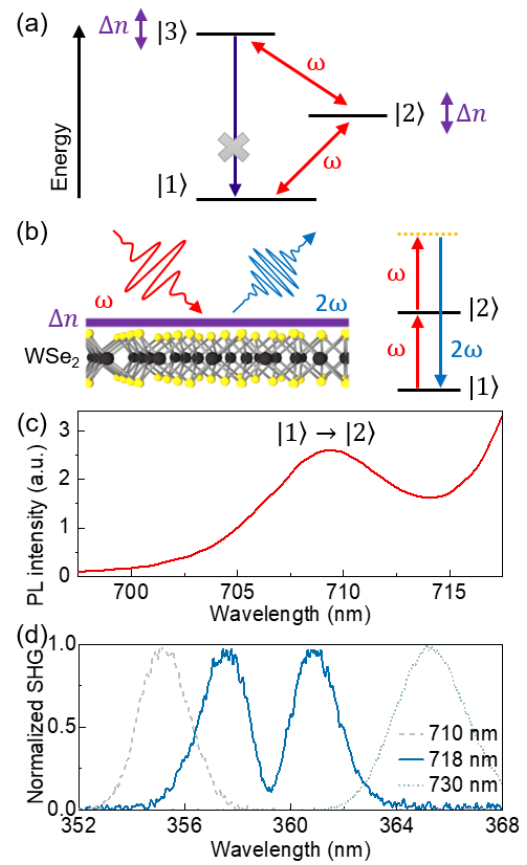 (a)
Δn
|3⟩
ω
|2⟩
Δn
ω
|1⟩
Energy
(b)
ω
2ω
Δn
WSe₂
ω
|2⟩
ω
2ω
|1⟩
(c)
|1⟩ → |2⟩
PL intensity (a.u.)
3
2
1
0
700
705
710
715
Wavelength (nm)
(d)
Normalized SHG
1.0
0.5
0.0
710 nm
718 nm
730 nm
352
356
360
364
368
Wavelength (nm)